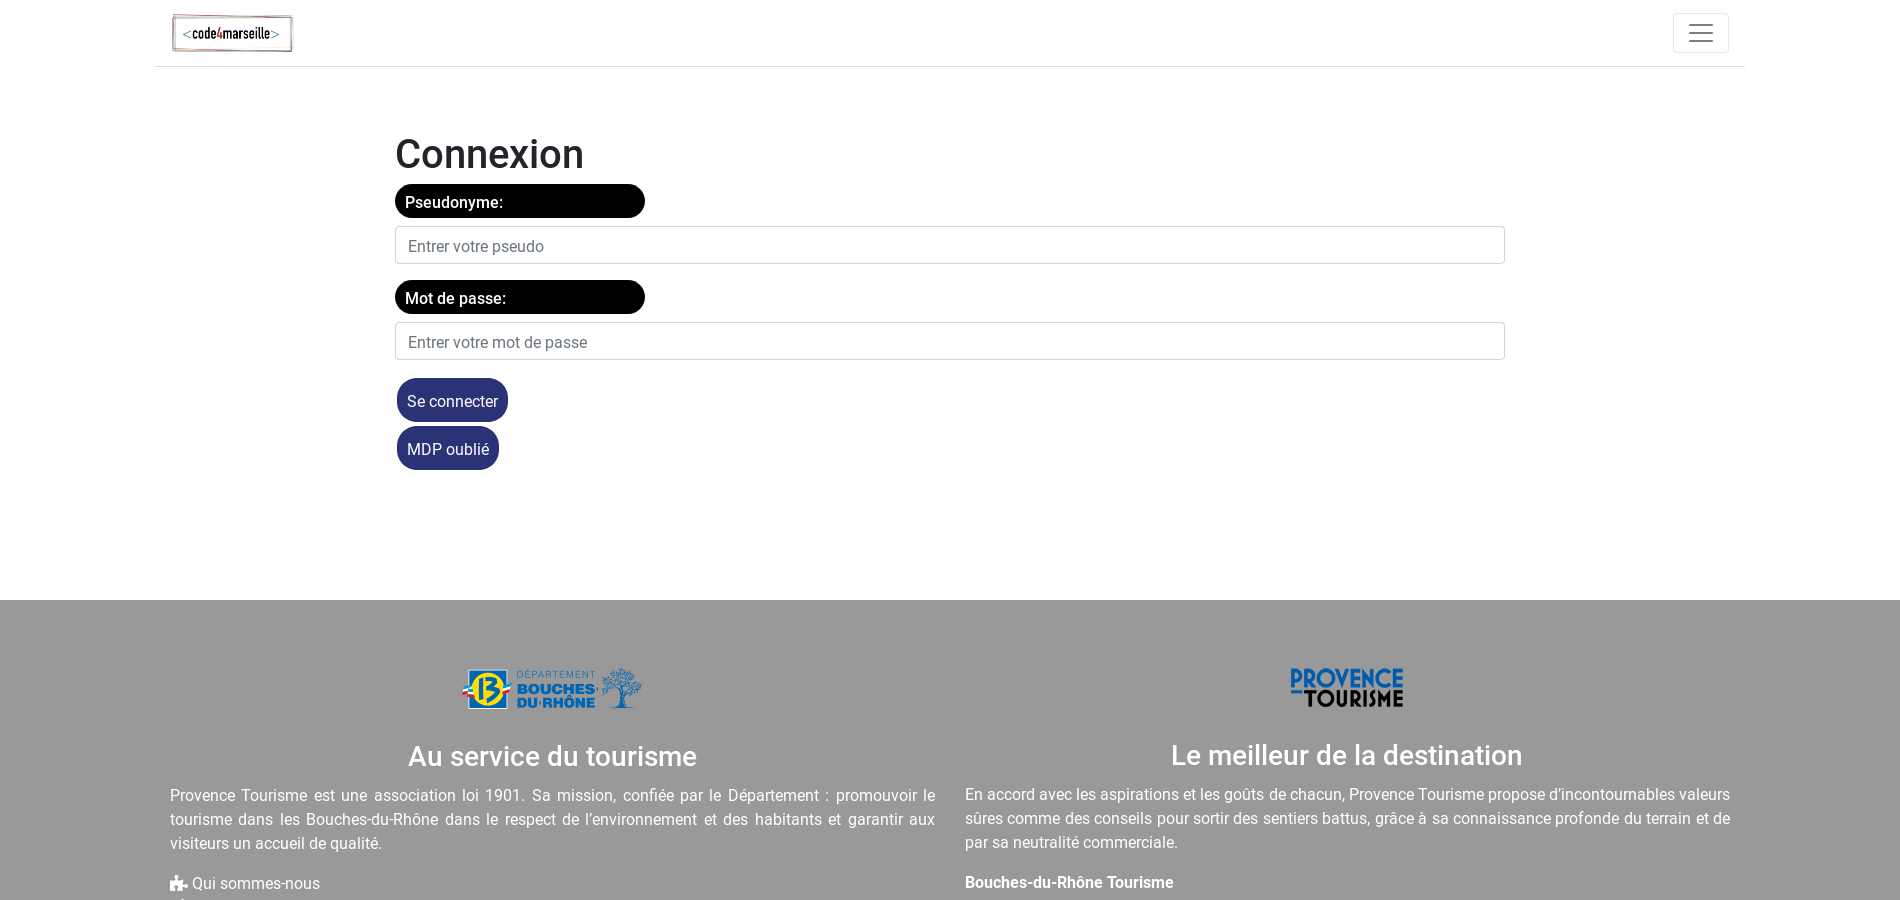 <code4marseille>
Connexion
Pseudonyme:
Entrer votre pseudo
Mot de passe:
Entrer votre mot de passe
Se connecter
MDP oublié
13
DÉPARTEMENT
BOUCHES
DU·RHÔNE
Au service du tourisme
Provence Tourisme est une association loi 1901. Sa mission, confiée par le Département : promouvoir le
tourisme dans les Bouches-du-Rhône dans le respect de l’environnement et des habitants et garantir aux
visiteurs un accueil de qualité.
Qui sommes-nous
PROVENCE
TOURISME
Le meilleur de la destination
En accord avec les aspirations et les goûts de chacun, Provence Tourisme propose d’incontournables valeurs
sûres comme des conseils pour sortir des sentiers battus, grâce à sa connaissance profonde du terrain et de
par sa neutralité commerciale.
Bouches-du-Rhône Tourisme